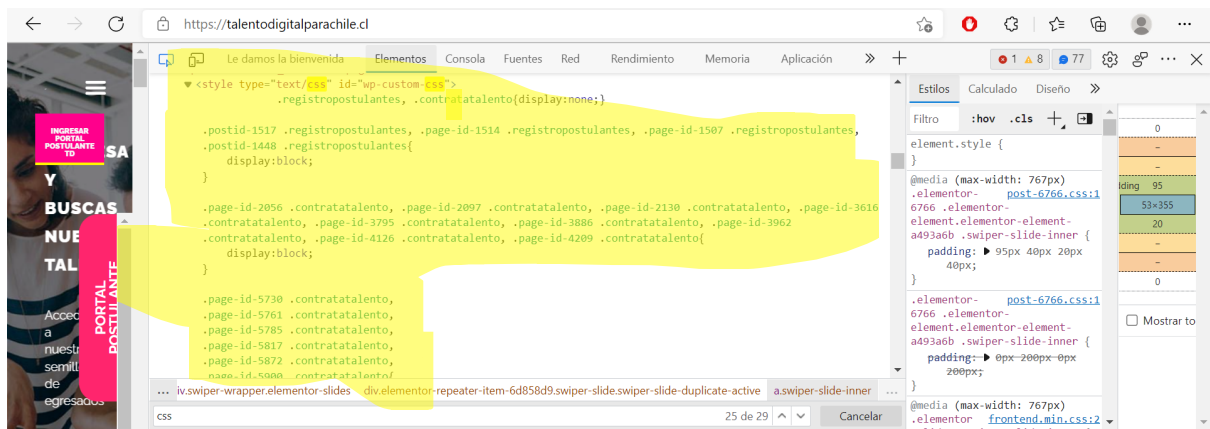 https://talentodigitalparachile.cl
INGRESAR
PORTAL
POSTULANTE
TD
SA
Y
BUSCAS
NUE
TAL
PORTAL
POSTULANTE
Acced
a
nuestr
semill
de
egresados
Le damos la bienvenida Elementos Consola Fuentes Red Rendimiento Memoria Aplicación
1 8 77
▼<style type="text/css" id="wp-custom-css">
.registropostulantes, .contratatalento{display:none;}
.postid-1517 .registropostulantes, .page-id-1514 .registropostulantes, .page-id-1507 .registropostulantes,
.postid-1448 .registropostulantes{
display:block;
}
.page-id-2056 .contratatalento, .page-id-2097 .contratatalento, .page-id-2130 .contratatalento, .page-id-3616
.contratatalento, .page-id-3795 .contratatalento, .page-id-3886 .contratatalento, .page-id-3962
.contratatalento, .page-id-4126 .contratatalento, .page-id-4209 .contratatalento{
display:block;
}
.page-id-5730 .contratatalento,
.page-id-5761 .contratatalento,
.page-id-5785 .contratatalento,
.page-id-5817 .contratatalento,
.page-id-5872 .contratatalento,
.page-id-5900 .contratatalento{
... iv.swiper-wrapper.elementor-slides div.elementor-repeater-item-6d858d9.swiper-slide.swiper-slide-duplicate-active a.swiper-slide-inner ...
css 25 de 29 Cancelar
Estilos Calculado Diseño
Filtro :hov .cls
element.style {
}
@media (max-width: 767px)
.elementor- post-6766.css:1
6766 .elementor-
element.elementor-element-
a493a6b .swiper-slide-inner {
padding: ▶ 95px 40px 20px
40px;
}
.elementor- post-6766.css:1
6766 .elementor-
element.elementor-element-
a493a6b .swiper-slide-inner {
padding: ▶ 0px 200px 0px
200px;
}
@media (max-width: 767px)
.elementor frontend.min.css:2
0
–
–
dding 95
53×355
20
–
–
0
Mostrar to